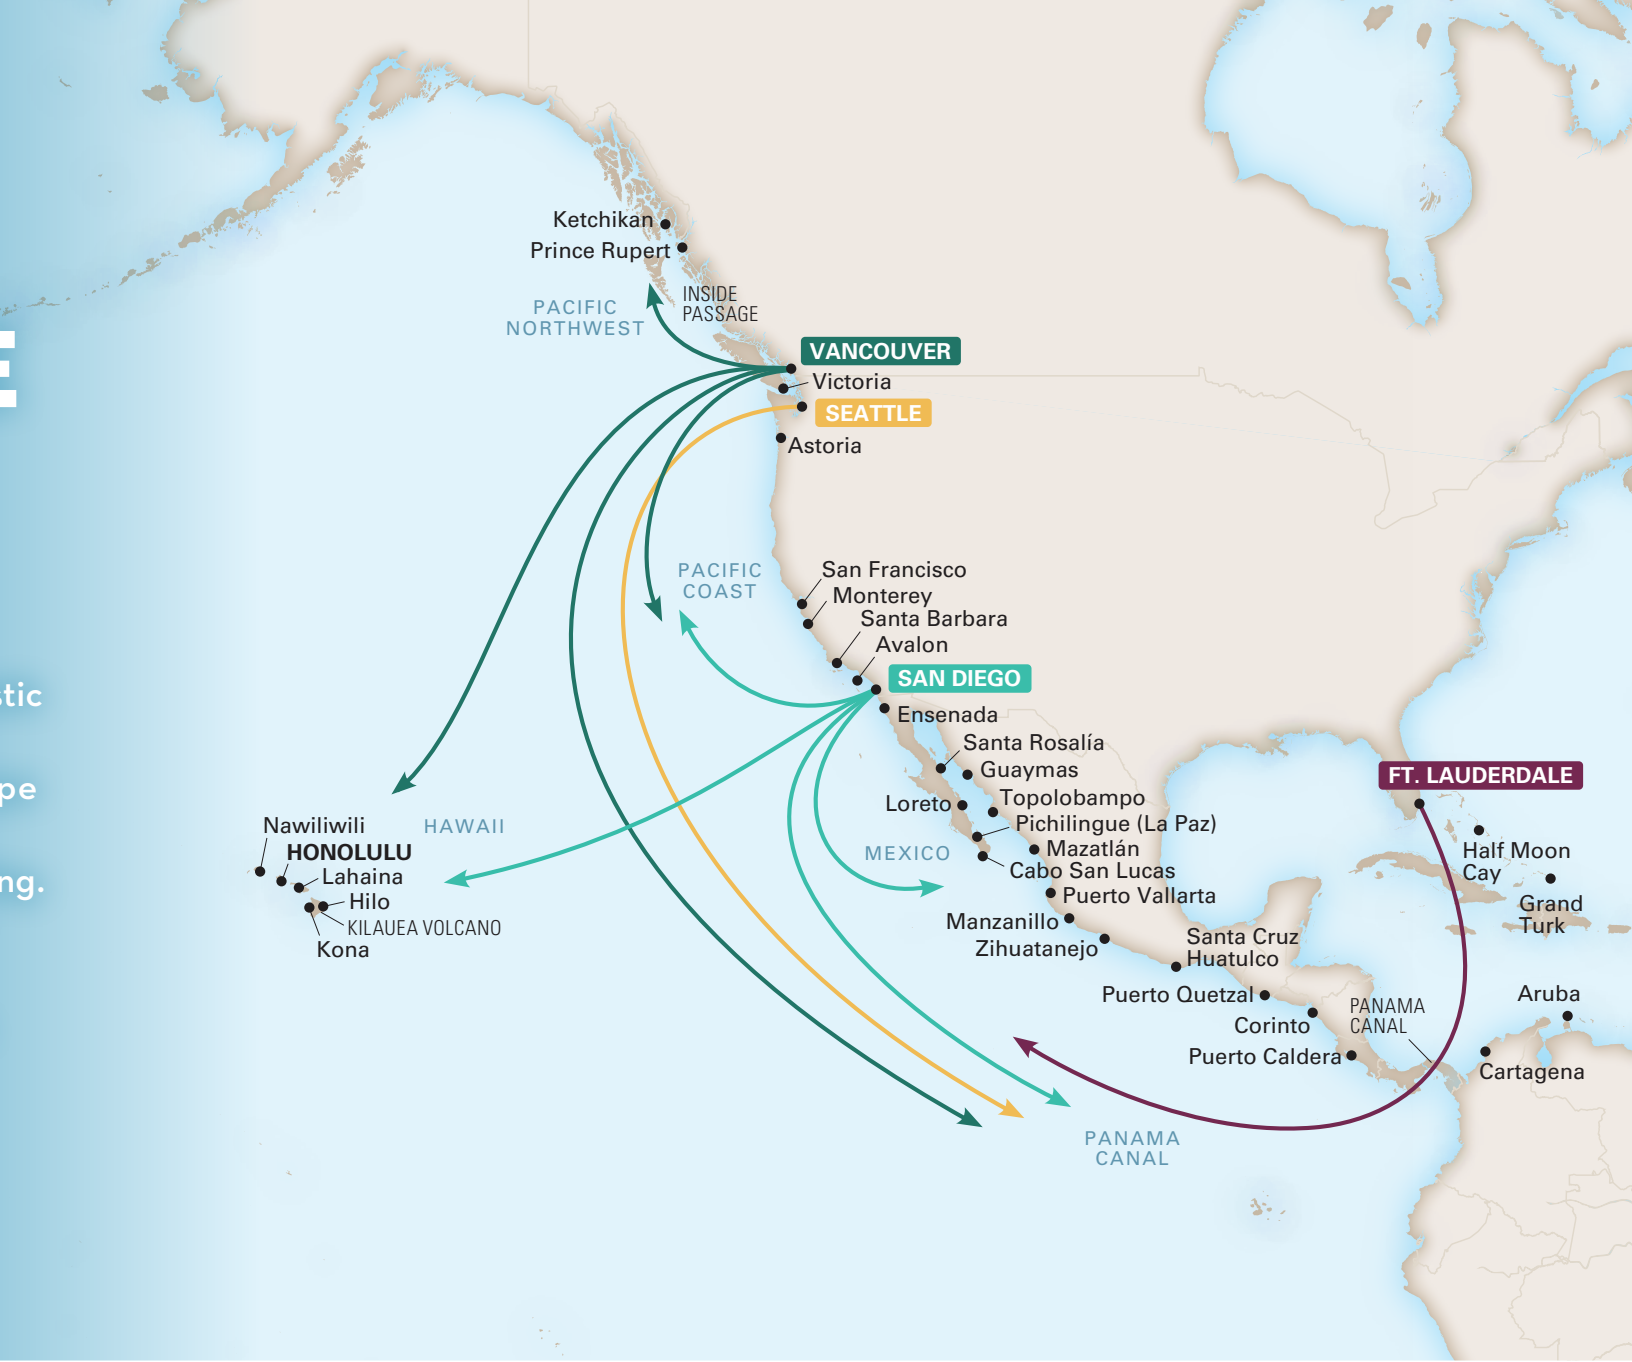 E
stic
pe
ng.
Ketchikan
Prince Rupert
INSIDE
PASSAGE
PACIFIC
NORTHWEST
VANCOUVER
Victoria
SEATTLE
Astoria
PACIFIC
COAST
San Francisco
Monterey
Santa Barbara
Avalon
SAN DIEGO
Ensenada
Santa Rosalía
Guaymas
Loreto
Topolobampo
Pichilingue (La Paz)
Mazatlán
Cabo San Lucas
Puerto Vallarta
MEXICO
Manzanillo
Zihuatanejo
Santa Cruz
Huatulco
Puerto Quetzal
Corinto
Puerto Caldera
PANAMA
CANAL
FT. LAUDERDALE
Half Moon
Cay
Grand
Turk
Aruba
Cartagena
HAWAII
Nawiliwili
HONOLULU
Lahaina
Hilo
KILAUEA VOLCANO
Kona
PANAMA
CANAL